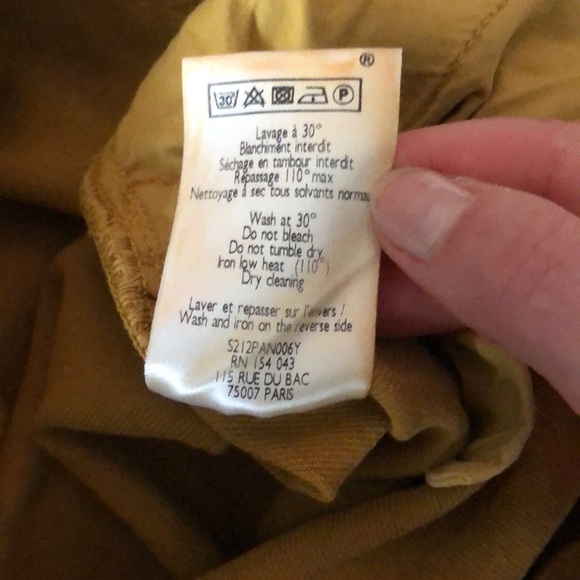 ®
30°
P
Lavage à 30°
Blanchiment interdit
Séchage en tambour interdit
Repassage 110° max
Nettoyage à sec tous solvants
Wash at 30°
Do not bleach
Do not tumble dry
Iron low heat (110°)
Dry cleaning
Laver et repasser sur l'envers /
Wash and iron on the reverse side
S212PAN006Y
RN 154 043
115 RUE DU BAC
75007 PARIS